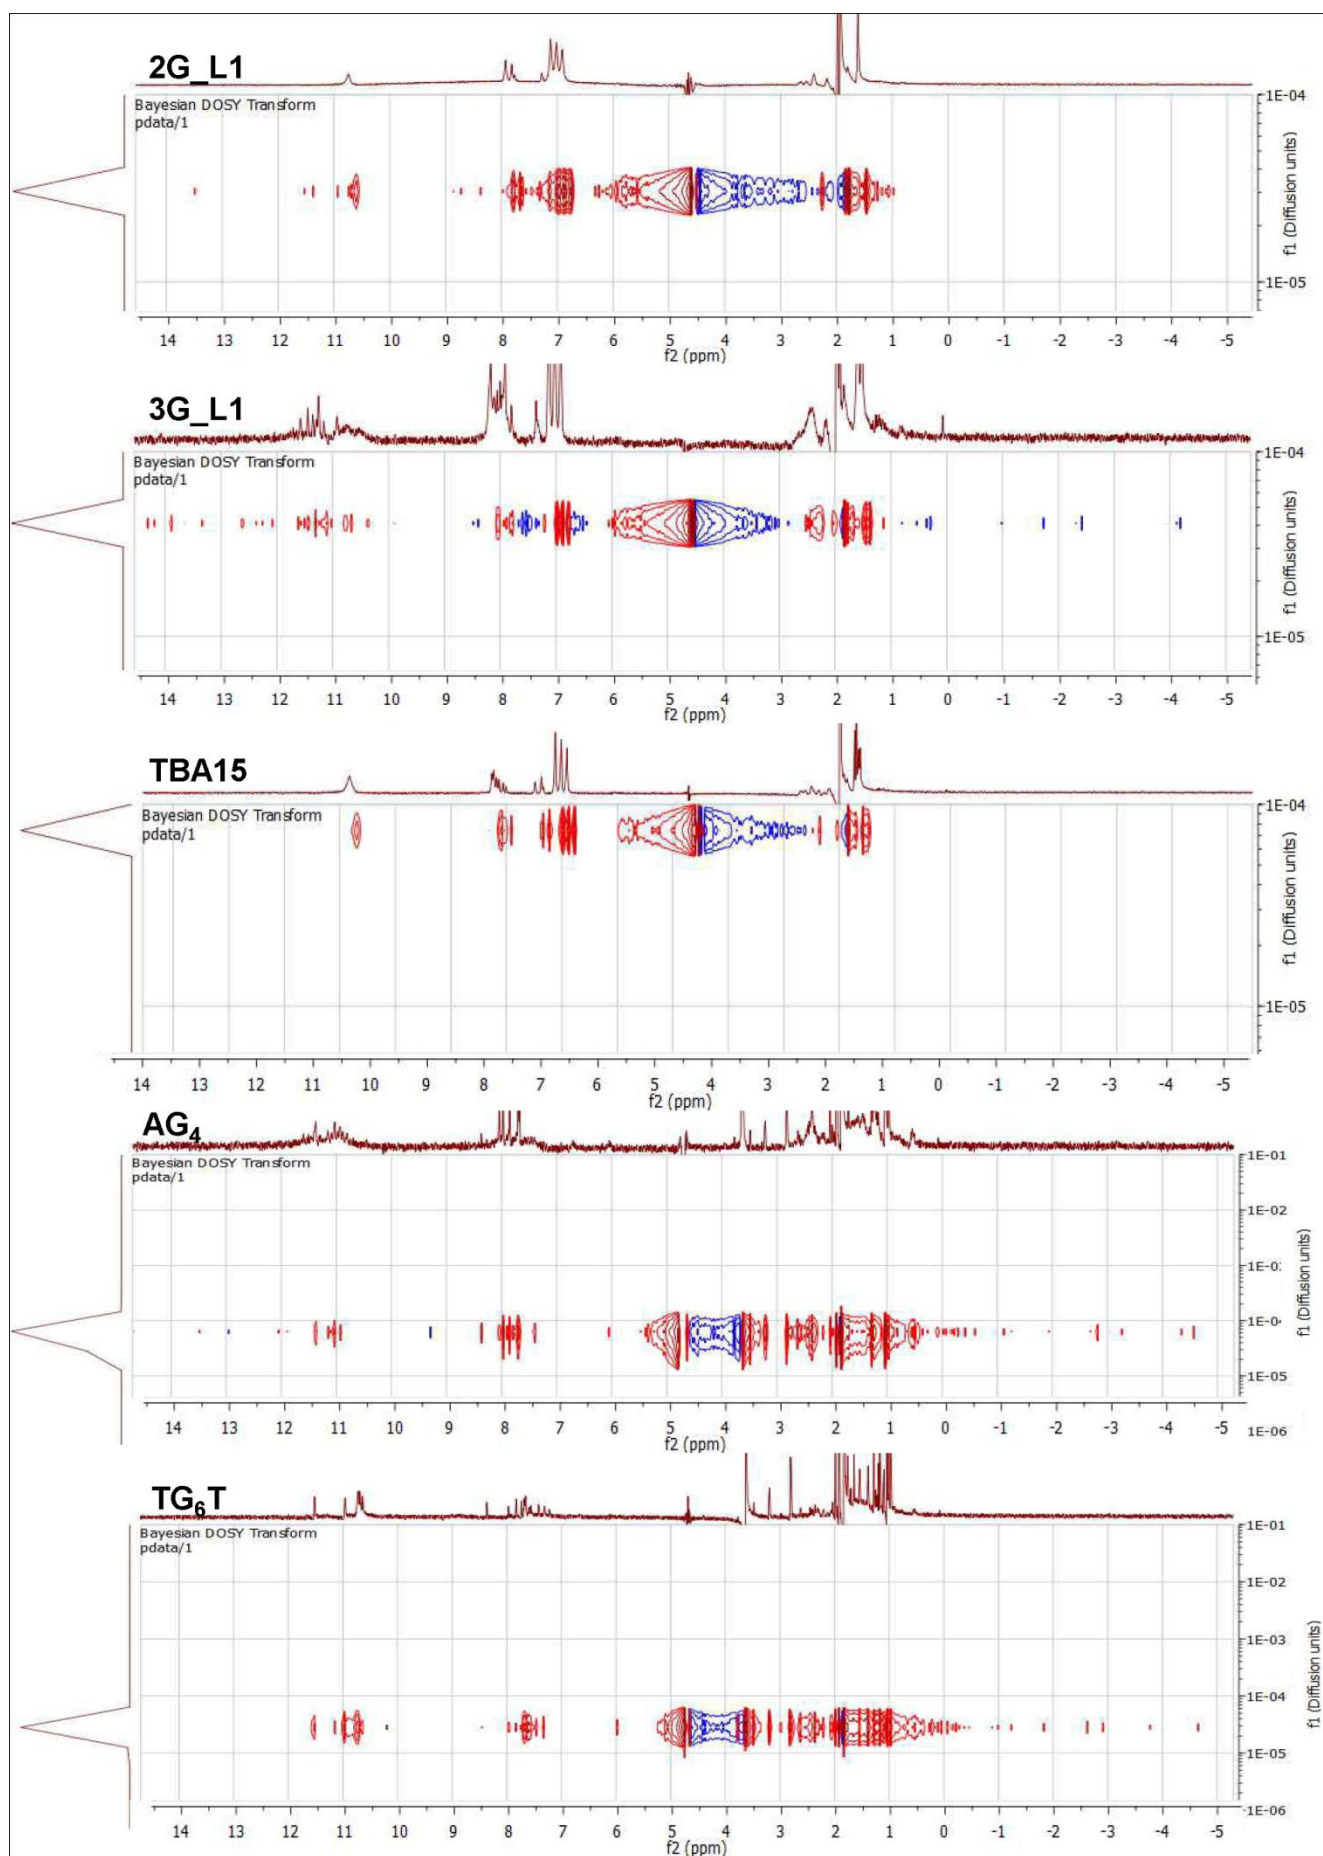 2G_L1
Bayesian DOSY Transform
pdata/1
1E-04
1E-05
f1 (Diffusion units)
14 13 12 11 10 9 8 7 6 5 4 3 2 1 0 -1 -2 -3 -4 -5
f2 (ppm)
3G_L1
Bayesian DOSY Transform
pdata/1
1E-04
1E-05
f1 (Diffusion units)
14 13 12 11 10 9 8 7 6 5 4 3 2 1 0 -1 -2 -3 -4 -5
f2 (ppm)
TBA15
Bayesian DOSY Transform
pdata/1
1E-04
1E-05
f1 (Diffusion units)
14 13 12 11 10 9 8 7 6 5 4 3 2 1 0 -1 -2 -3 -4 -5
f2 (ppm)
AG₄
Bayesian DOSY Transform
pdata/1
1E-01
1E-02
1E-0
1E-0
1E-05
1E-06
f1 (Diffusion units)
14 13 12 11 10 9 8 7 6 5 4 3 2 1 0 -1 -2 -3 -4 -5
f2 (ppm)
TG₆T
Bayesian DOSY Transform
pdata/1
1E-01
1E-02
1E-03
1E-04
1E-05
1E-06
f1 (Diffusion units)
14 13 12 11 10 9 8 7 6 5 4 3 2 1 0 -1 -2 -3 -4 -5
f2 (ppm)